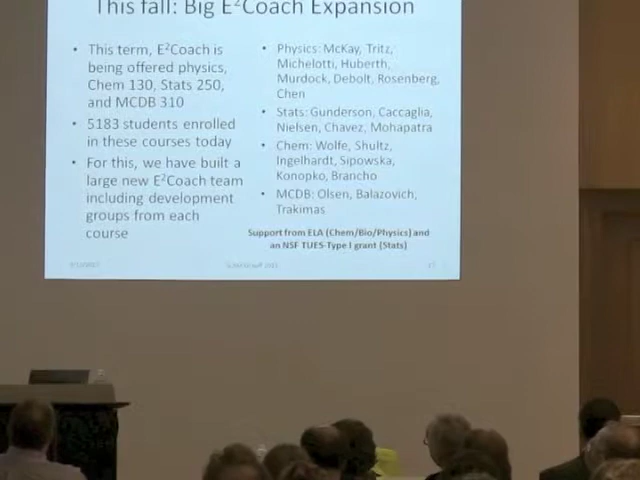 This fall: Big E²Coach Expansion
• This term, E²Coach is
being offered physics,
Chem 130, Stats 250,
and MCDB 310
• 5183 students enrolled
in these courses today
• For this, we have built a
large new E²Coach team
including development
groups from each
course
• Physics: McKay, Tritz,
Michelotti, Huberth,
Murdock, Debolt, Rosenberg,
Chen
• Stats: Gunderson, Caccaglia,
Nielsen, Chavez, Mohapatra
• Chem: Wolfe, Shultz,
Ingelhardt, Sipowska,
Konopko, Brancho
• MCDB: Olsen, Balazovich,
Trakimas
Support from ELA (Chem/Bio/Physics) and
an NSF TUES-Type I grant (Stats)